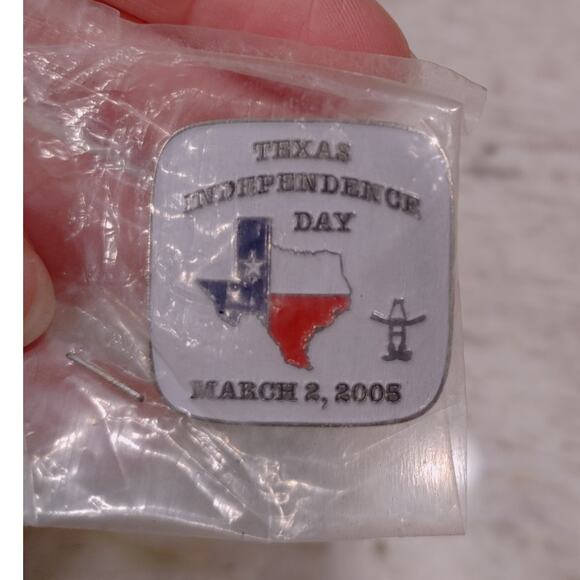 TEXAS
INDEPENDENCE
DAY
MARCH 2, 2005